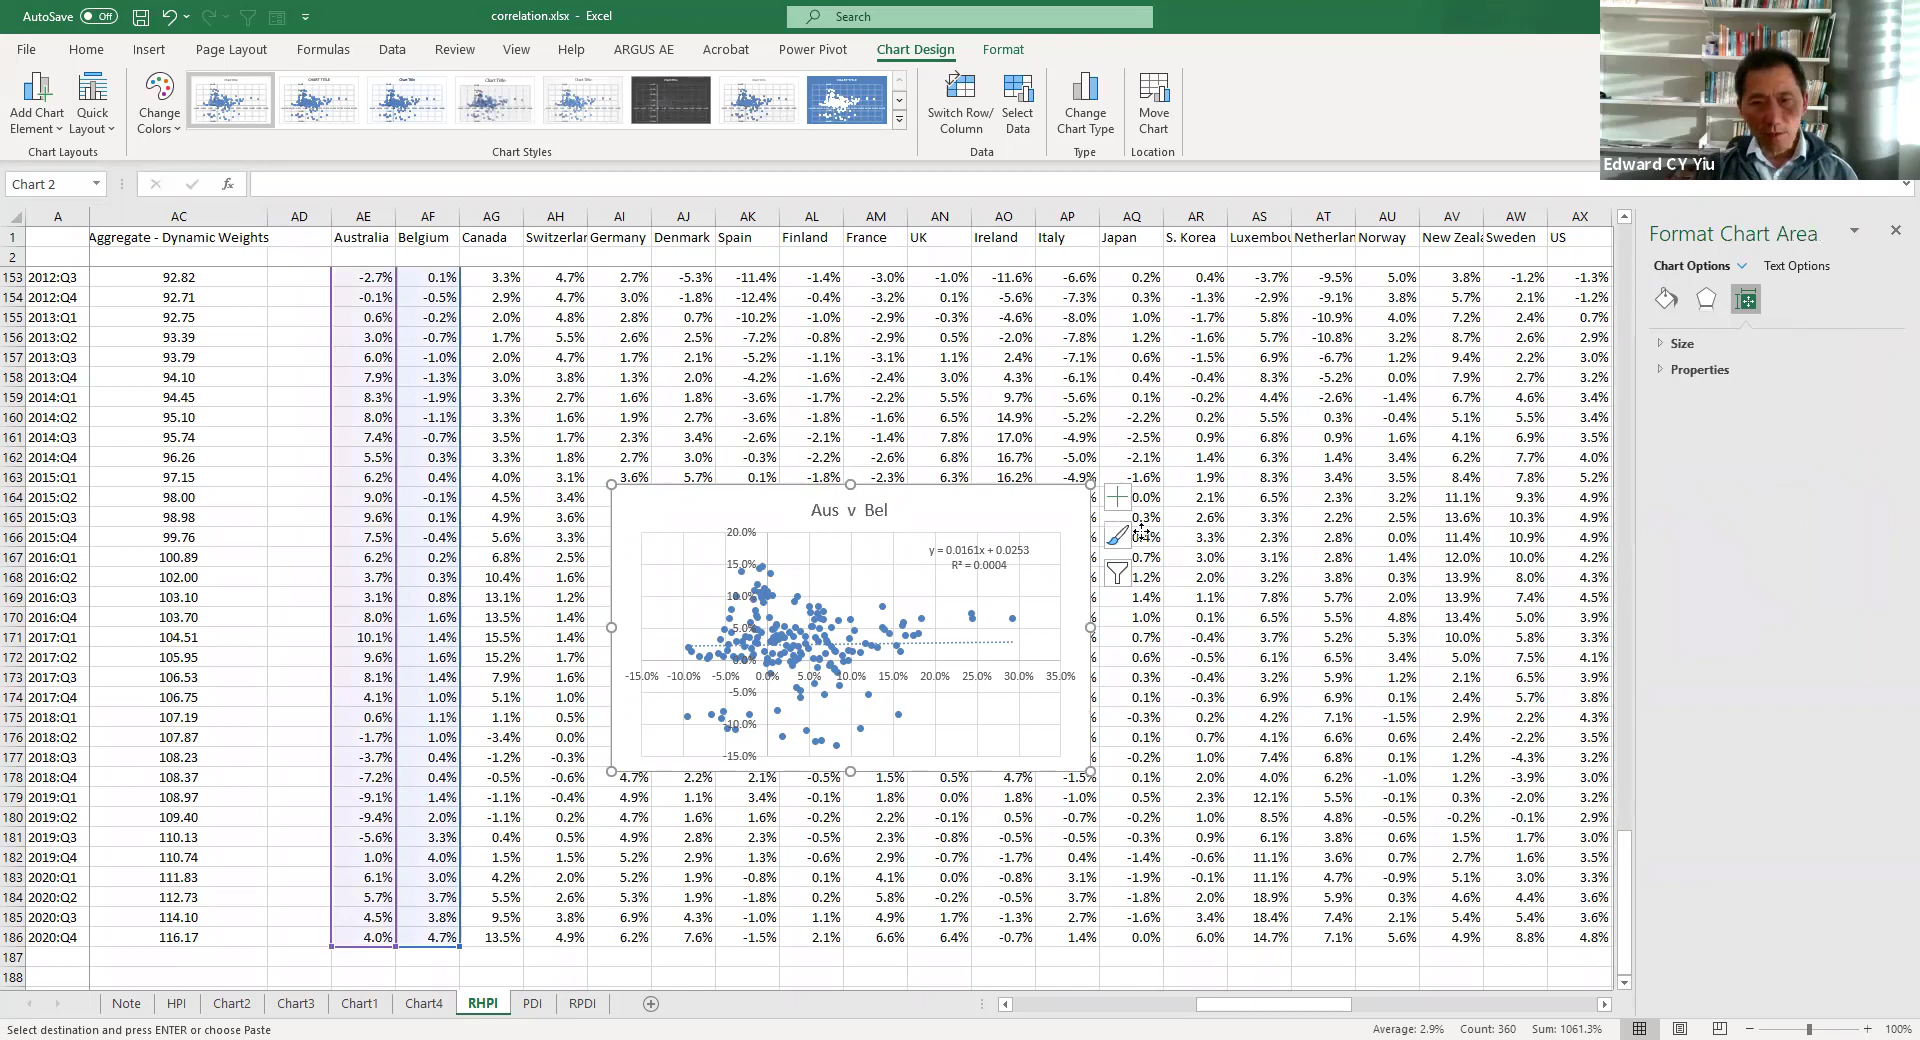 AutoSave Off correlation.xlsx - Excel Search
File Home Insert Page Layout Formulas Data Review View Help ARGUS AE Acrobat Power Pivot Chart Design Format
Add Chart Element Quick Layout Change Colors Switch Row/ Column Select Data Change Chart Type Move Chart
Chart Layouts Chart Styles Data Type Location
Edward CY Yiu
Chart 2 fx
A AC AD AE AF AG AH AI AJ AK AL AM AN AO AP AQ AR AS AT AU AV AW AX
1 Aggregate - Dynamic Weights Australia Belgium Canada Switzerlar Germany Denmark Spain Finland France UK Ireland Italy Japan S. Korea Luxembou Netherlan Norway New Zeala Sweden US
2
153 2012:Q3 92.82 -2.7% 0.1% 3.3% 4.7% 2.7% -5.3% -11.4% -1.4% -3.0% -1.0% -11.6% -6.6% 0.2% 0.4% -3.7% -9.5% 5.0% 3.8% -1.2% -1.3%
154 2012:Q4 92.71 -0.1% -0.5% 2.9% 4.7% 3.0% -1.8% -12.4% -0.4% -3.2% 0.1% -5.6% -7.3% 0.3% -1.3% -2.9% -9.1% 3.8% 5.7% 2.1% -1.2%
155 2013:Q1 92.75 0.6% -0.2% 2.0% 4.8% 2.8% 0.7% -10.2% -1.0% -2.9% -0.3% -4.6% -8.0% 1.0% -1.7% 5.8% -10.9% 4.0% 7.2% 2.4% 0.7%
156 2013:Q2 93.39 3.0% -0.7% 1.7% 5.5% 2.6% 2.5% -7.2% -0.8% -2.9% 0.5% -2.0% -7.8% 1.2% -1.6% 5.7% -10.8% 3.2% 8.7% 2.6% 2.9%
157 2013:Q3 93.79 6.0% -1.0% 2.0% 4.7% 1.7% 2.1% -5.2% -1.1% -3.1% 1.1% 2.4% -7.1% 0.6% -1.5% 6.9% -6.7% 1.2% 9.4% 2.2% 3.0%
158 2013:Q4 94.10 7.9% -1.3% 3.0% 3.8% 1.3% 2.0% -4.2% -1.6% -2.4% 3.0% 4.3% -6.1% 0.4% -0.4% 8.3% -5.2% 0.0% 7.9% 2.7% 3.2%
159 2014:Q1 94.45 8.3% -1.9% 3.3% 2.7% 1.6% 1.8% -3.6% -1.7% -2.2% 5.5% 9.7% -5.6% 0.1% -0.2% 4.4% -2.6% -1.4% 6.7% 4.6% 3.4%
160 2014:Q2 95.10 8.0% -1.1% 3.3% 1.6% 1.9% 2.7% -3.6% -1.8% -1.6% 6.5% 14.9% -5.2% -2.2% 0.2% 5.5% 0.3% -0.4% 5.1% 5.5% 3.4%
161 2014:Q3 95.74 7.4% -0.7% 3.5% 1.7% 2.3% 3.4% -2.6% -2.1% -1.4% 7.8% 17.0% -4.9% -2.5% 0.9% 6.8% 0.9% 1.6% 4.1% 6.9% 3.5%
162 2014:Q4 96.26 5.5% 0.3% 3.3% 1.8% 2.7% 3.0% -0.3% -2.2% -2.6% 6.8% 16.7% -5.0% -2.1% 1.4% 6.3% 1.4% 3.4% 5.2% 7.7% 4.0%
163 2015:Q1 97.15 6.2% 0.4% 4.0% 3.1% 3.6% 5.7% 0.1% -1.8% -2.3% 6.3% 16.2% -4.9% -1.6% 1.9% 8.3% 3.4% 3.5% 8.4% 7.8% 5.2%
164 2015:Q2 98.00 9.0% -0.1% 4.5% 3.4% % 0.0% 2.1% 6.5% 2.3% 3.2% 11.1% 9.3% 4.9%
165 2015:Q3 98.98 9.6% 0.1% 4.9% 3.6% % 0.3% 2.6% 3.3% 2.2% 2.5% 13.6% 10.3% 4.9%
166 2015:Q4 99.76 7.5% -0.4% 5.6% 3.3% % 3.3% 2.3% 2.8% 0.0% 11.4% 10.9% 4.9%
167 2016:Q1 100.89 6.2% 0.2% 6.8% 2.5% % 0.7% 3.0% 3.1% 2.8% 1.4% 12.0% 10.0% 4.2%
168 2016:Q2 102.00 3.7% 0.3% 10.4% 1.6% % 1.2% 2.0% 3.2% 3.8% 0.3% 13.9% 8.0% 4.3%
169 2016:Q3 103.10 3.1% 0.8% 13.1% 1.2% % 1.4% 1.1% 7.8% 5.7% 2.0% 13.9% 7.4% 4.5%
170 2016:Q4 103.70 8.0% 1.6% 13.5% 1.4% % 1.0% 0.1% 6.5% 5.5% 4.8% 13.4% 5.0% 3.9%
171 2017:Q1 104.51 10.1% 1.4% 15.5% 1.4% % 0.7% -0.4% 3.7% 5.2% 5.3% 10.0% 5.8% 3.3%
172 2017:Q2 105.95 9.6% 1.6% 15.2% 1.7% % 0.6% -0.5% 6.1% 6.5% 3.4% 5.0% 7.5% 4.1%
173 2017:Q3 106.53 8.1% 1.4% 7.9% 1.6% % 0.3% -0.4% 3.2% 5.9% 1.2% 2.1% 6.5% 3.9%
174 2017:Q4 106.75 4.1% 1.0% 5.1% 1.0% % 0.1% -0.3% 6.9% 6.9% 0.1% 2.4% 5.7% 3.8%
175 2018:Q1 107.19 0.6% 1.1% 1.1% 0.5% % -0.3% 0.2% 4.2% 7.1% -1.5% 2.9% 2.2% 4.3%
176 2018:Q2 107.87 -1.7% 1.0% -3.4% 0.0% % 0.1% 0.7% 4.1% 6.6% 0.6% 2.4% -2.2% 3.5%
177 2018:Q3 108.23 -3.7% 0.4% -1.2% -0.3% % -0.2% 1.0% 7.4% 6.8% 0.1% 1.2% -4.3% 3.2%
178 2018:Q4 108.37 -7.2% 0.4% -0.5% -0.6% 4.7% 2.2% 2.1% -0.5% 1.5% 0.5% 4.7% -1.5% 0.1% 2.0% 4.0% 6.2% -1.0% 1.2% -3.9% 3.0%
179 2019:Q1 108.97 -9.1% 1.4% -1.1% -0.4% 4.9% 1.1% 3.4% -0.1% 1.8% 0.0% 1.8% -1.0% 0.5% 2.3% 12.1% 5.5% -0.1% 0.3% -2.0% 3.2%
180 2019:Q2 109.40 -9.4% 2.0% -1.1% 0.2% 4.7% 1.6% 1.6% -0.2% 2.2% -0.1% 0.5% -0.7% -0.2% 1.0% 8.5% 4.8% -0.5% -0.2% -0.1% 2.9%
181 2019:Q3 110.13 -5.6% 3.3% 0.4% 0.5% 4.9% 2.8% 2.3% -0.5% 2.3% -0.8% -0.5% -0.5% -0.3% 0.9% 6.1% 3.8% 0.6% 1.5% 1.7% 3.0%
182 2019:Q4 110.74 1.0% 4.0% 1.5% 1.5% 5.2% 2.9% 1.3% -0.6% 2.9% -0.7% -1.7% 0.4% -1.4% -0.6% 11.1% 3.6% 0.7% 2.7% 1.6% 3.5%
183 2020:Q1 111.83 6.1% 3.0% 4.2% 2.0% 5.2% 1.9% -0.8% 0.1% 4.1% 0.0% -0.8% 3.1% -1.9% -0.1% 11.1% 4.7% -0.9% 5.1% 3.0% 3.3%
184 2020:Q2 112.73 5.7% 3.7% 5.5% 2.6% 5.3% 1.9% -1.8% 0.2% 5.8% -0.2% -0.5% 3.7% -1.8% 2.0% 18.9% 5.9% 0.3% 4.6% 4.4% 3.6%
185 2020:Q3 114.10 4.5% 3.8% 9.5% 3.8% 6.9% 4.3% -1.0% 1.1% 4.9% 1.7% -1.3% 2.7% -1.6% 3.4% 18.4% 7.4% 2.1% 5.4% 5.4% 3.6%
186 2020:Q4 116.17 4.0% 4.7% 13.5% 4.9% 6.2% 7.6% -1.5% 2.1% 6.6% 6.4% -0.7% 1.4% 0.0% 6.0% 14.7% 7.1% 5.6% 4.9% 8.8% 4.8%
187
188
Aus v Bel
20.0%
y = 0.0161x + 0.0253
R² = 0.0004
15.0%
10.0%
5.0%
0.0%
-15.0% -10.0% -5.0% 0.0% 5.0% 10.0% 15.0% 20.0% 25.0% 30.0% 35.0%
-5.0%
-10.0%
-15.0%
Format Chart Area
Chart Options Text Options
Size
Properties
Note HPI Chart2 Chart3 Chart1 Chart4 RHPI PDI RPDI
Select destination and press ENTER or choose Paste Average: 2.9% Count: 360 Sum: 1061.3% 100%